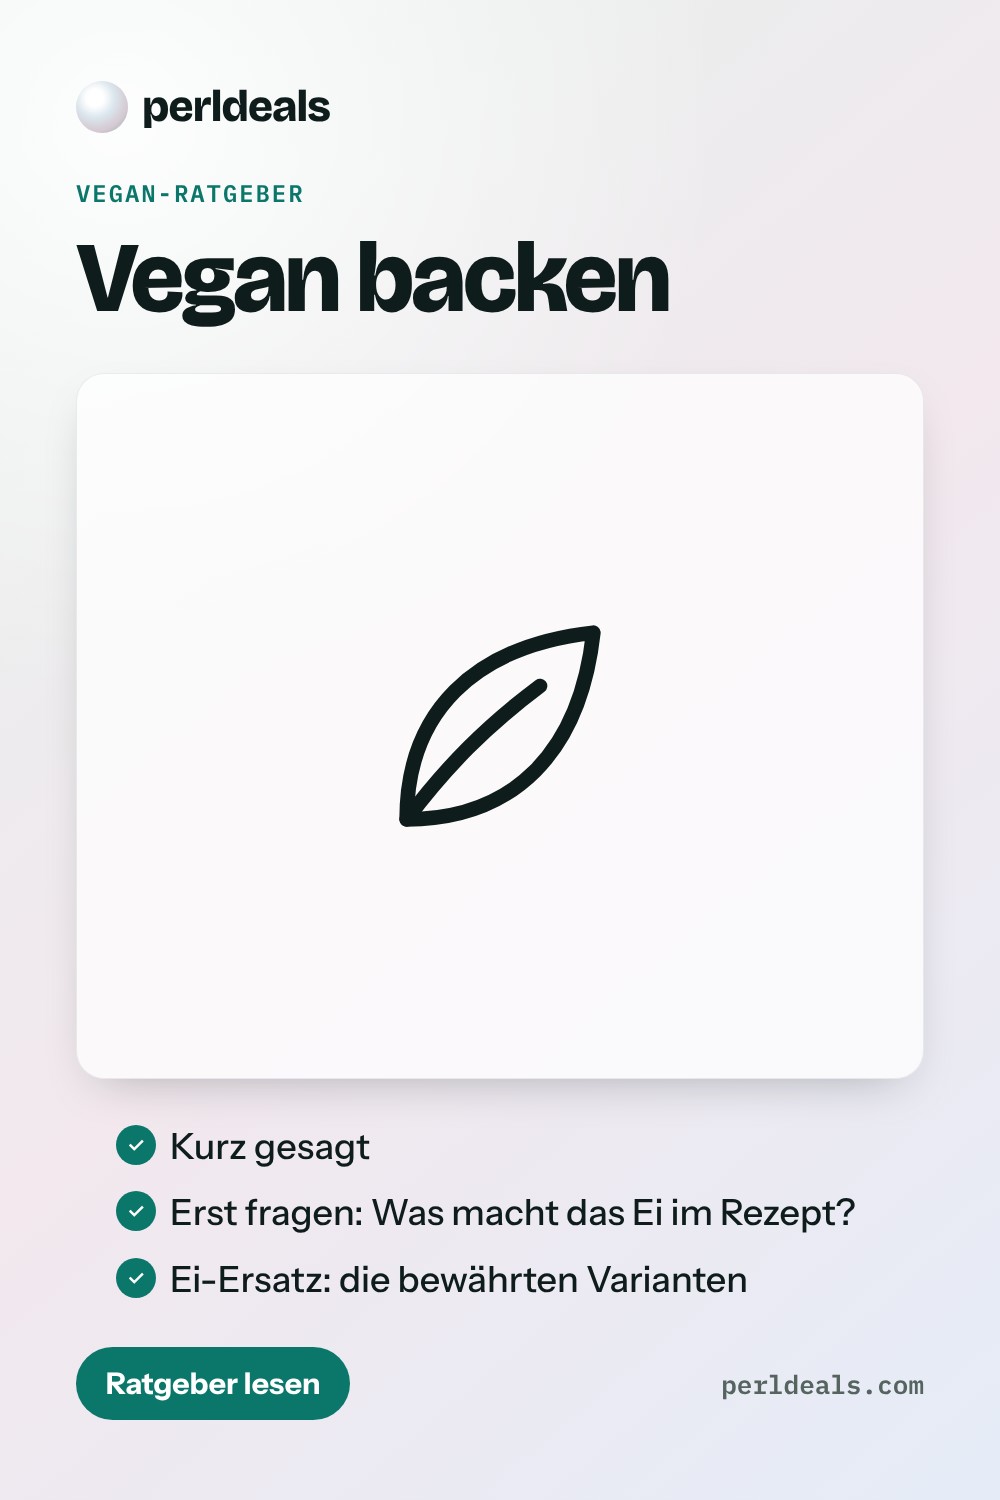 perldeals
VEGAN-RATGEBER
Vegan backen
Kurz gesagt
Erst fragen: Was macht das Ei im Rezept?
Ei-Ersatz: die bewährten Varianten
Ratgeber lesen
perldeals.com